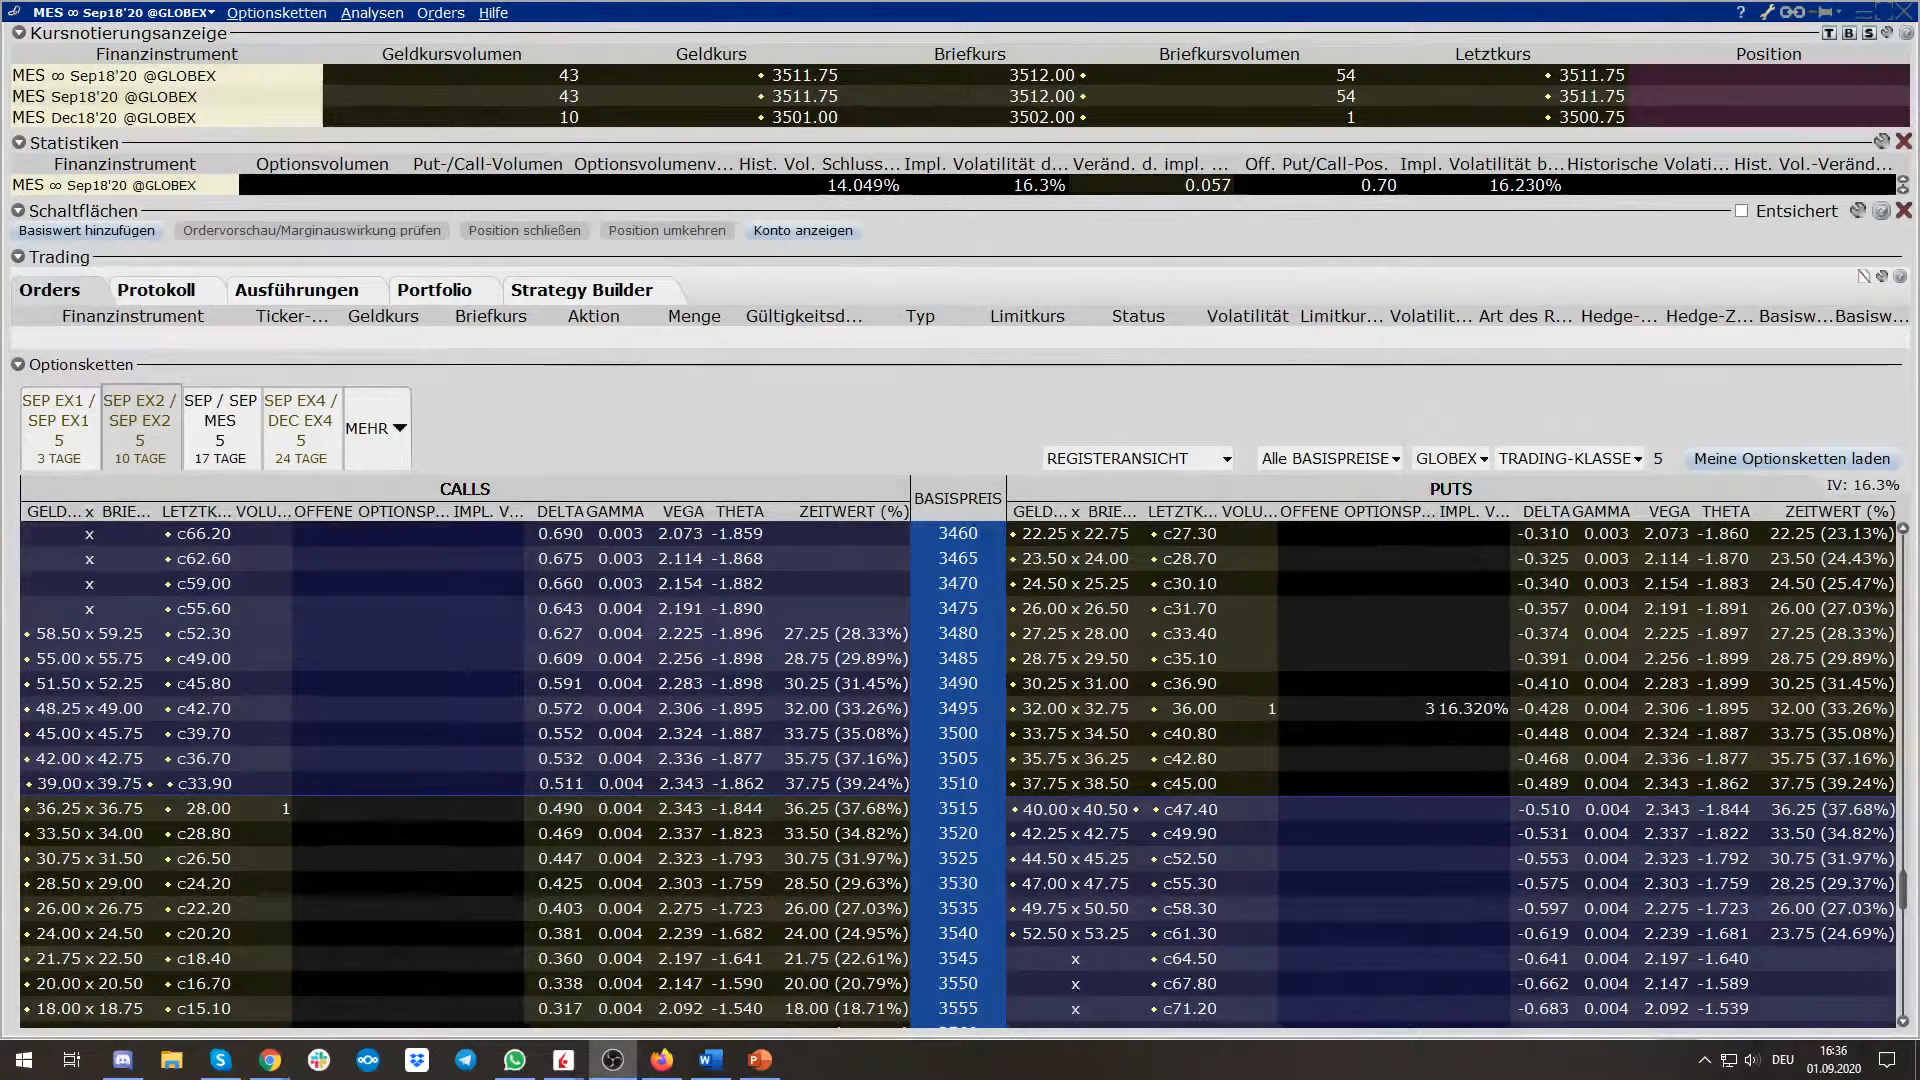 MES ∞ Sep18'20 @GLOBEX Optionsketten Analysen Orders Hilfe
Kursnotierungsanzeige T B S
Finanzinstrument Geldkursvolumen Geldkurs Briefkurs Briefkursvolumen Letztkurs Position
MES ∞ Sep18'20 @GLOBEX 43 3511.75 3512.00 54 3511.75
MES Sep18'20 @GLOBEX 43 3511.75 3512.00 54 3511.75
MES Dec18'20 @GLOBEX 10 3501.00 3502.00 1 3500.75
Statistiken
Finanzinstrument Optionsvolumen Put-/Call-Volumen Optionsvolumenv... Hist. Vol. Schluss... Impl. Volatilität d... Veränd. d. impl. ... Off. Put/Call-Pos. Impl. Volatilität b... Historische Volati... Hist. Vol.-Veränd...
MES ∞ Sep18'20 @GLOBEX 14.049% 16.3% 0.057 0.70 16.230%
Schaltflächen Entsichert
Basiswert hinzufügen Ordervorschau/Marginauswirkung prüfen Position schließen Position umkehren Konto anzeigen
Trading
Orders Protokoll Ausführungen Portfolio Strategy Builder
Finanzinstrument Ticker-... Geldkurs Briefkurs Aktion Menge Gültigkeitsd... Typ Limitkurs Status Volatilität Limitkur... Volatilit... Art des R... Hedge-... Hedge-Z... Basisw... Basisw...
Optionsketten
SEP EX1 / SEP EX2 / SEP / SEP SEP EX4 /
SEP EX1 SEP EX2 MES DEC EX4 MEHR
5 5 5 5
3 TAGE 10 TAGE 17 TAGE 24 TAGE REGISTERANSICHT Alle BASISPREISE GLOBEX TRADING-KLASSE 5 Meine Optionsketten laden
CALLS BASISPREIS PUTS IV: 16.3%
GELD... x BRIE... LETZTK... VOLU... OFFENE OPTIONSP... IMPL. V... DELTA GAMMA VEGA THETA ZEITWERT (%) GELD... x BRIE... LETZTK... VOLU... OFFENE OPTIONSP... IMPL. V... DELTA GAMMA VEGA THETA ZEITWERT (%)
x c66.20 0.690 0.003 2.073 -1.859 3460 22.25 x 22.75 c27.30 -0.310 0.003 2.073 -1.860 22.25 (23.13%)
x c62.60 0.675 0.003 2.114 -1.868 3465 23.50 x 24.00 c28.70 -0.325 0.003 2.114 -1.870 23.50 (24.43%)
x c59.00 0.660 0.003 2.154 -1.882 3470 24.50 x 25.25 c30.10 -0.340 0.003 2.154 -1.883 24.50 (25.47%)
x c55.60 0.643 0.004 2.191 -1.890 3475 26.00 x 26.50 c31.70 -0.357 0.004 2.191 -1.891 26.00 (27.03%)
58.50 x 59.25 c52.30 0.627 0.004 2.225 -1.896 27.25 (28.33%) 3480 27.25 x 28.00 c33.40 -0.374 0.004 2.225 -1.897 27.25 (28.33%)
55.00 x 55.75 c49.00 0.609 0.004 2.256 -1.898 28.75 (29.89%) 3485 28.75 x 29.50 c35.10 -0.391 0.004 2.256 -1.899 28.75 (29.89%)
51.50 x 52.25 c45.80 0.591 0.004 2.283 -1.898 30.25 (31.45%) 3490 30.25 x 31.00 c36.90 -0.410 0.004 2.283 -1.899 30.25 (31.45%)
48.25 x 49.00 c42.70 0.572 0.004 2.306 -1.895 32.00 (33.26%) 3495 32.00 x 32.75 36.00 1 3 16.320% -0.428 0.004 2.306 -1.895 32.00 (33.26%)
45.00 x 45.75 c39.70 0.552 0.004 2.324 -1.887 33.75 (35.08%) 3500 33.75 x 34.50 c40.80 -0.448 0.004 2.324 -1.887 33.75 (35.08%)
42.00 x 42.75 c36.70 0.532 0.004 2.336 -1.877 35.75 (37.16%) 3505 35.75 x 36.25 c42.80 -0.468 0.004 2.336 -1.877 35.75 (37.16%)
39.00 x 39.75 c33.90 0.511 0.004 2.343 -1.862 37.75 (39.24%) 3510 37.75 x 38.50 c45.00 -0.489 0.004 2.343 -1.862 37.75 (39.24%)
36.25 x 36.75 28.00 1 0.490 0.004 2.343 -1.844 36.25 (37.68%) 3515 40.00 x 40.50 c47.40 -0.510 0.004 2.343 -1.844 36.25 (37.68%)
33.50 x 34.00 c28.80 0.469 0.004 2.337 -1.823 33.50 (34.82%) 3520 42.25 x 42.75 c49.90 -0.531 0.004 2.337 -1.822 33.50 (34.82%)
30.75 x 31.50 c26.50 0.447 0.004 2.323 -1.793 30.75 (31.97%) 3525 44.50 x 45.25 c52.50 -0.553 0.004 2.323 -1.792 30.75 (31.97%)
28.50 x 29.00 c24.20 0.425 0.004 2.303 -1.759 28.50 (29.63%) 3530 47.00 x 47.75 c55.30 -0.575 0.004 2.303 -1.759 28.25 (29.37%)
26.00 x 26.75 c22.20 0.403 0.004 2.275 -1.723 26.00 (27.03%) 3535 49.75 x 50.50 c58.30 -0.597 0.004 2.275 -1.723 26.00 (27.03%)
24.00 x 24.50 c20.20 0.381 0.004 2.239 -1.682 24.00 (24.95%) 3540 52.50 x 53.25 c61.30 -0.619 0.004 2.239 -1.681 23.75 (24.69%)
21.75 x 22.50 c18.40 0.360 0.004 2.197 -1.641 21.75 (22.61%) 3545 x c64.50 -0.641 0.004 2.197 -1.640
20.00 x 20.50 c16.70 0.338 0.004 2.147 -1.590 20.00 (20.79%) 3550 x c67.80 -0.662 0.004 2.147 -1.589
18.00 x 18.75 c15.10 0.317 0.004 2.092 -1.540 18.00 (18.71%) 3555 x c71.20 -0.683 0.004 2.092 -1.539
DEU 16:36
01.09.2020